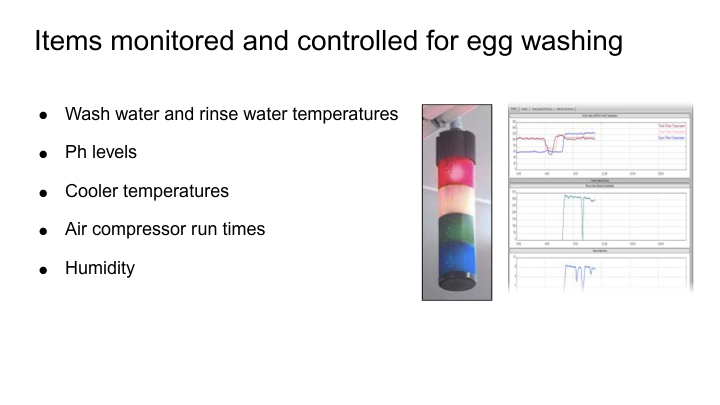 Items monitored and controlled for egg washing
● Wash water and rinse water temperatures
● Ph levels
● Cooler temperatures
● Air compressor run times
● Humidity